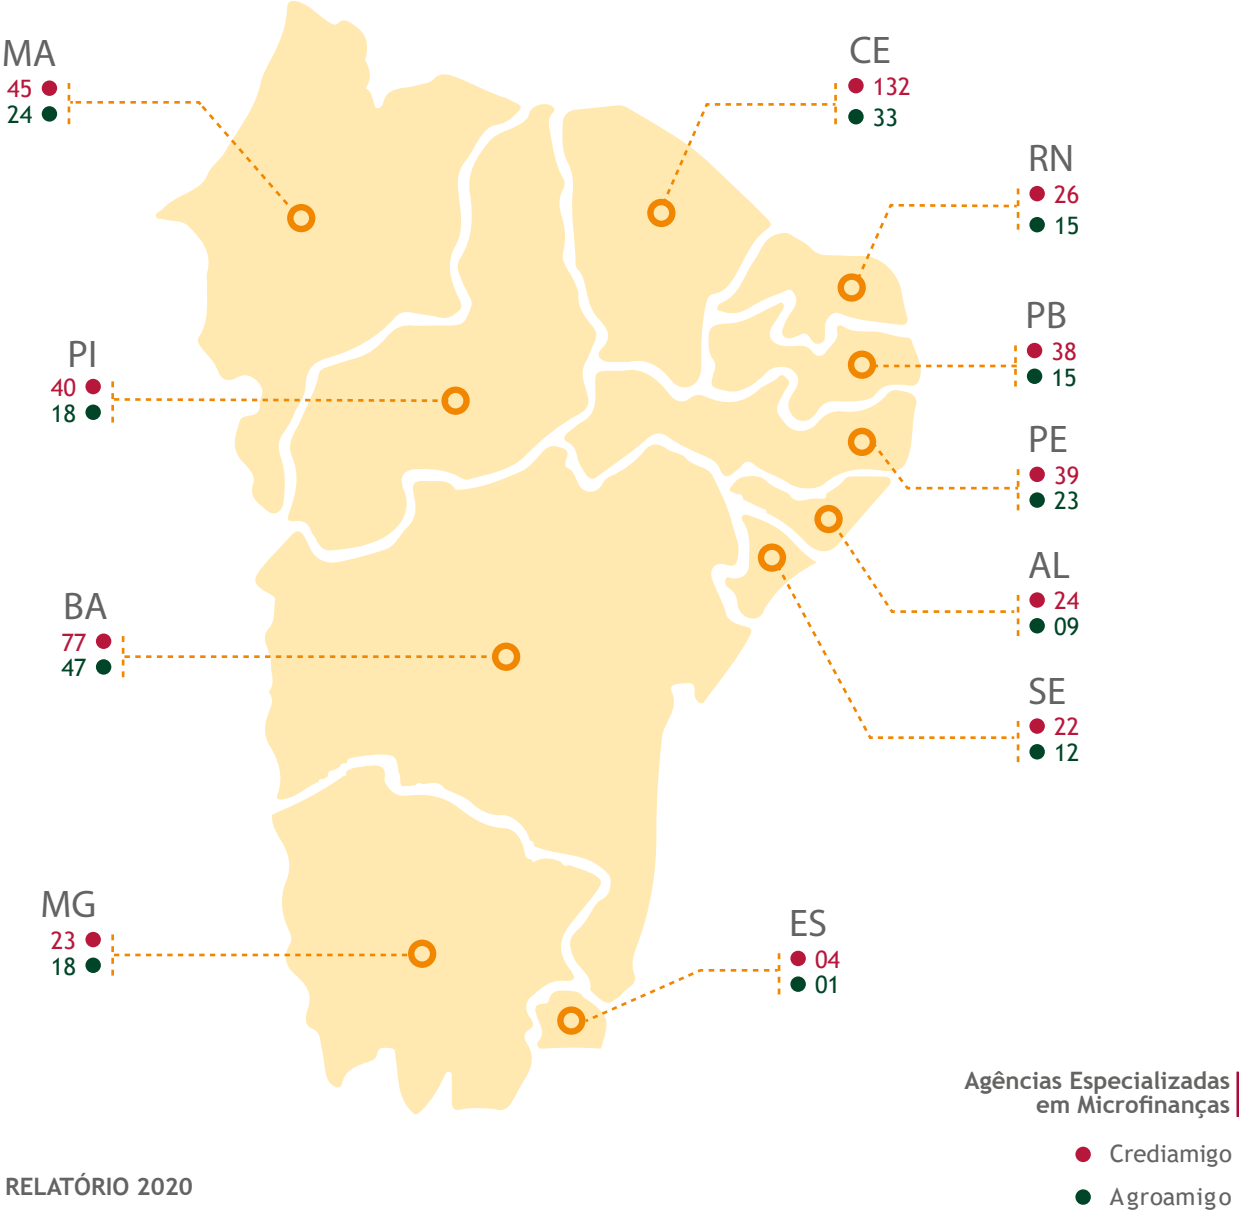 MA
45
24
CE
132
33
RN
26
15
PB
38
15
PI
40
18
PE
39
23
AL
24
09
BA
77
47
SE
22
12
MG
23
18
ES
04
01
Agências Especializadas
em Microfinanças
Crediamigo
Agroamigo
RELATÓRIO 2020